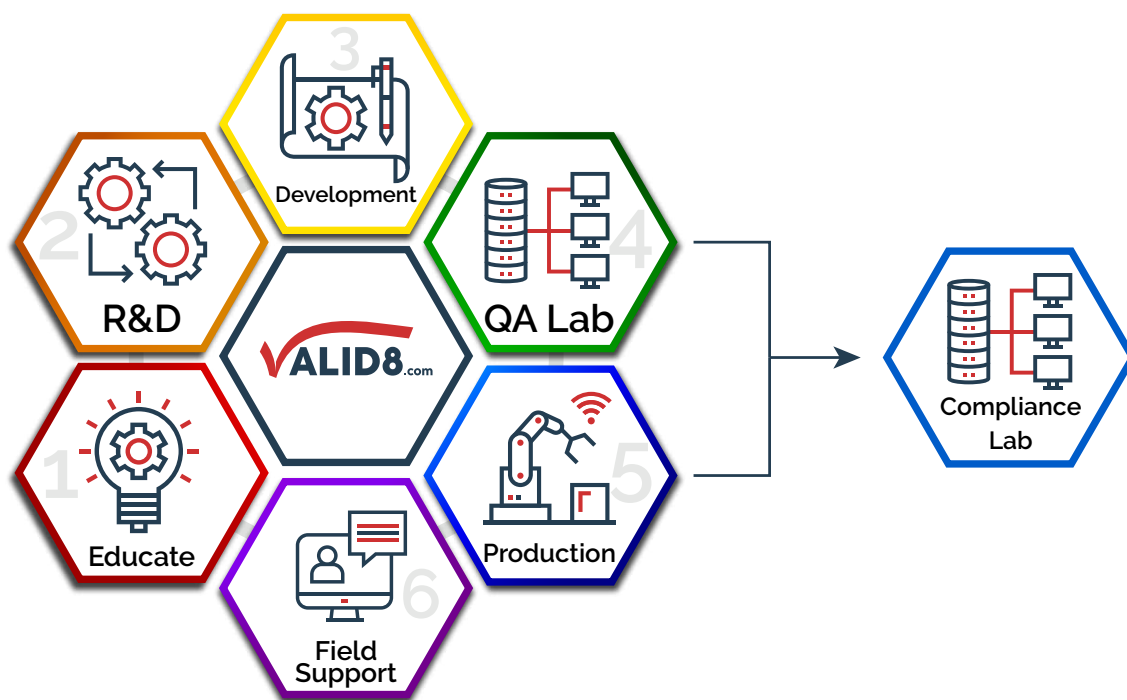 3
Development
2
R&D
4
QA Lab
VALID8.com
1
Educate
5
Production
6
Field
Support
Compliance
Lab